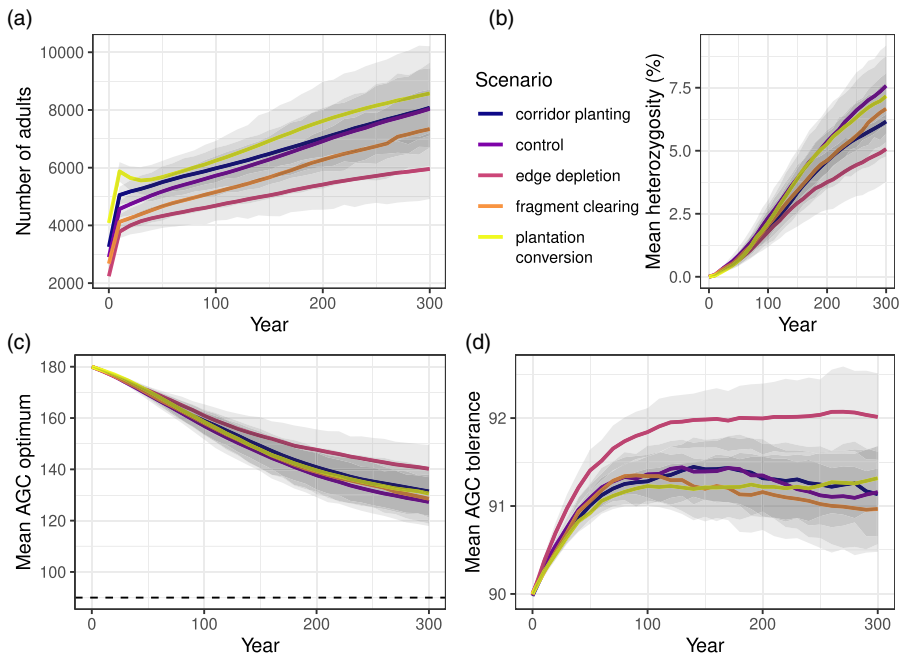 (a)
Number of adults
10000
8000
6000
4000
2000
0
100
200
300
Year
Scenario
corridor planting
control
edge depletion
fragment clearing
plantation
conversion
(b)
Mean heterozygosity (%)
7.5
5.0
2.5
0.0
0
100
200
300
Year
(c)
Mean AGC optimum
180
160
140
120
100
0
100
200
300
Year
(d)
Mean AGC tolerance
92
91
90
0
100
200
300
Year